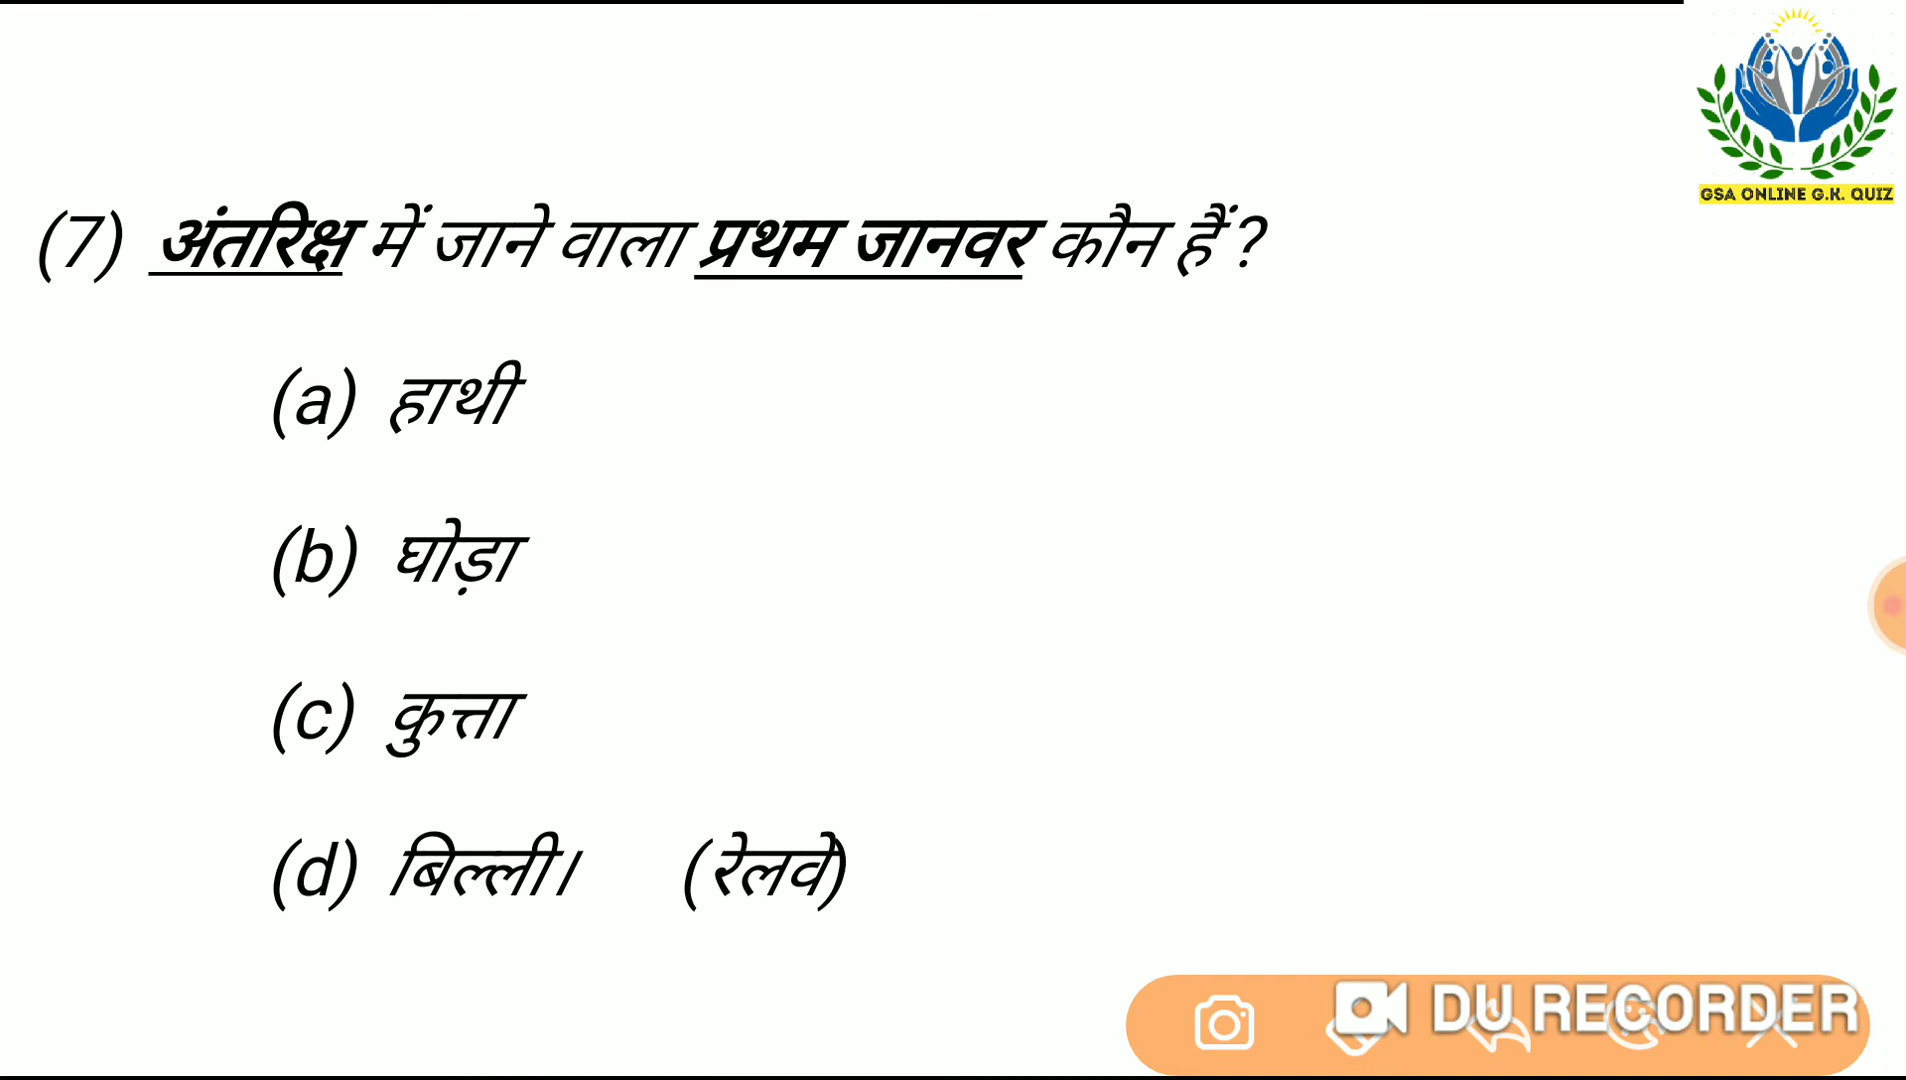 GSA ONLINE G.K. QUIZ
(7) अंतरिक्ष में जाने वाला प्रथम जानवर कौन हैं?
(a) हाथी
(b) घोड़ा
(c) कुत्ता
(d) बिल्ली। (रेलवे)
DU RECORDER